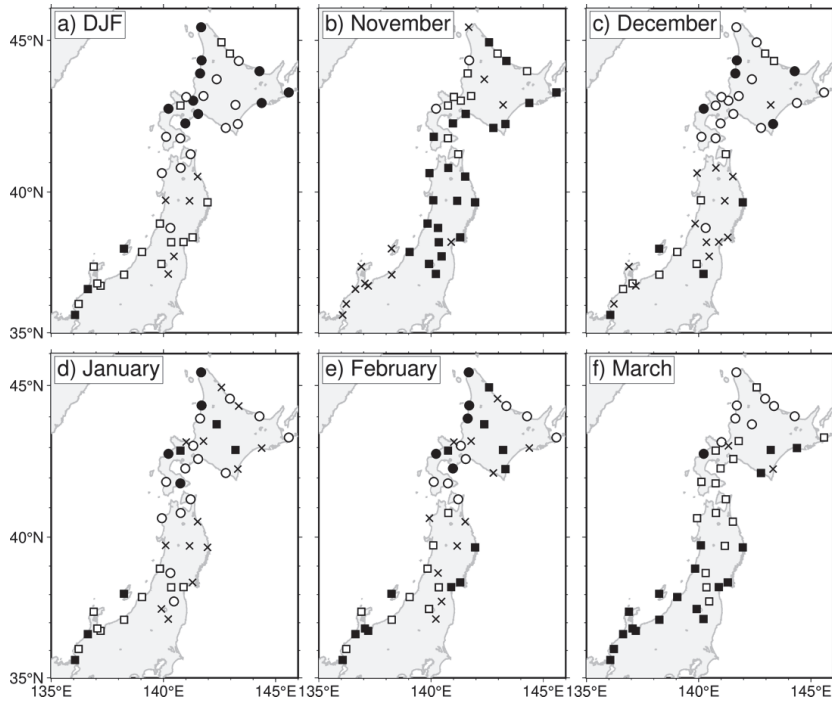 a) DJF
b) November
c) December
45°N
40°N
35°N
d) January
e) February
f) March
45°N
40°N
35°N
135°E
140°E
145°E
135°E
140°E
145°E
135°E
140°E
145°E